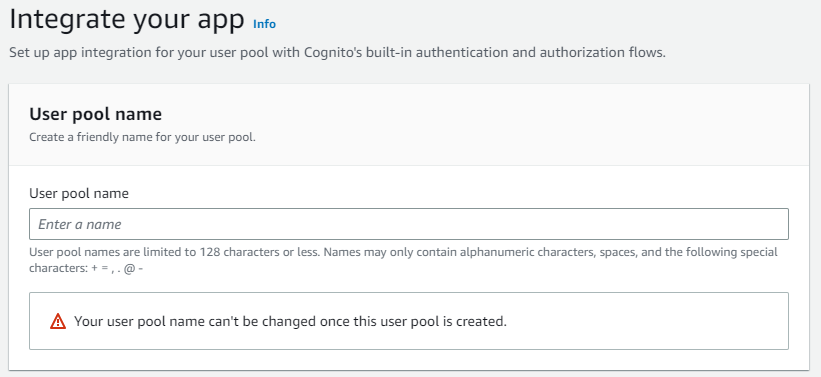 Integrate your app Info
Set up app integration for your user pool with Cognito's built-in authentication and authorization flows.
User pool name
Create a friendly name for your user pool.
User pool name
Enter a name
User pool names are limited to 128 characters or less. Names may only contain alphanumeric characters, spaces, and the following special
characters: + = , . @ -
Your user pool name can't be changed once this user pool is created.